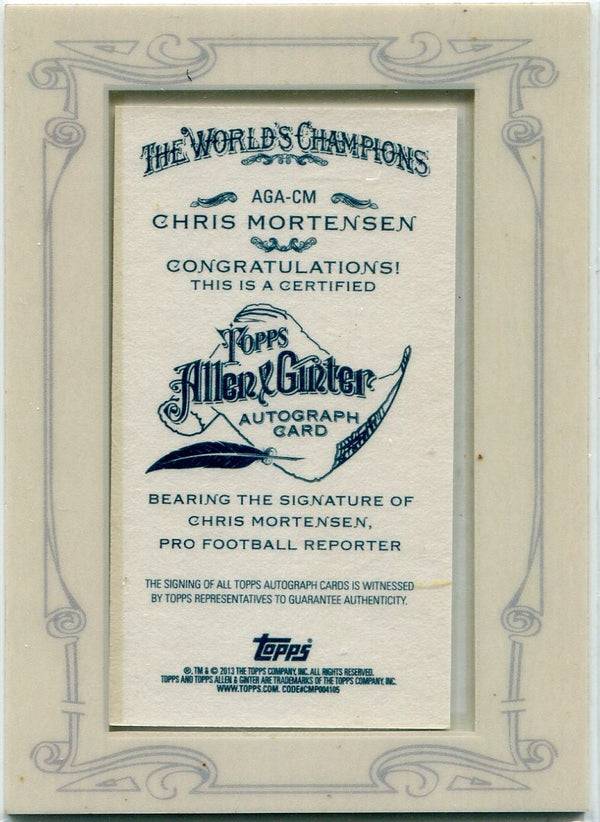 THE WORLD'S CHAMPIONS
AGA-CM
CHRIS MORTENSEN
CONGRATULATIONS!
THIS IS A CERTIFIED
TOPPS
Allen & Ginter
AUTOGRAPH
CARD
BEARING THE SIGNATURE OF
CHRIS MORTENSEN,
PRO FOOTBALL REPORTER
THE SIGNING OF ALL TOPPS AUTOGRAPH CARDS IS WITNESSED
BY TOPPS REPRESENTATIVES TO GUARANTEE AUTHENTICITY.
topps®
®, TM & © 2013 THE TOPPS COMPANY, INC. ALL RIGHTS RESERVED.
TOPPS AND TOPPS ALLEN & GINTER ARE TRADEMARKS OF THE TOPPS COMPANY, INC.
WWW.TOPPS.COM. CODE#CMP004105